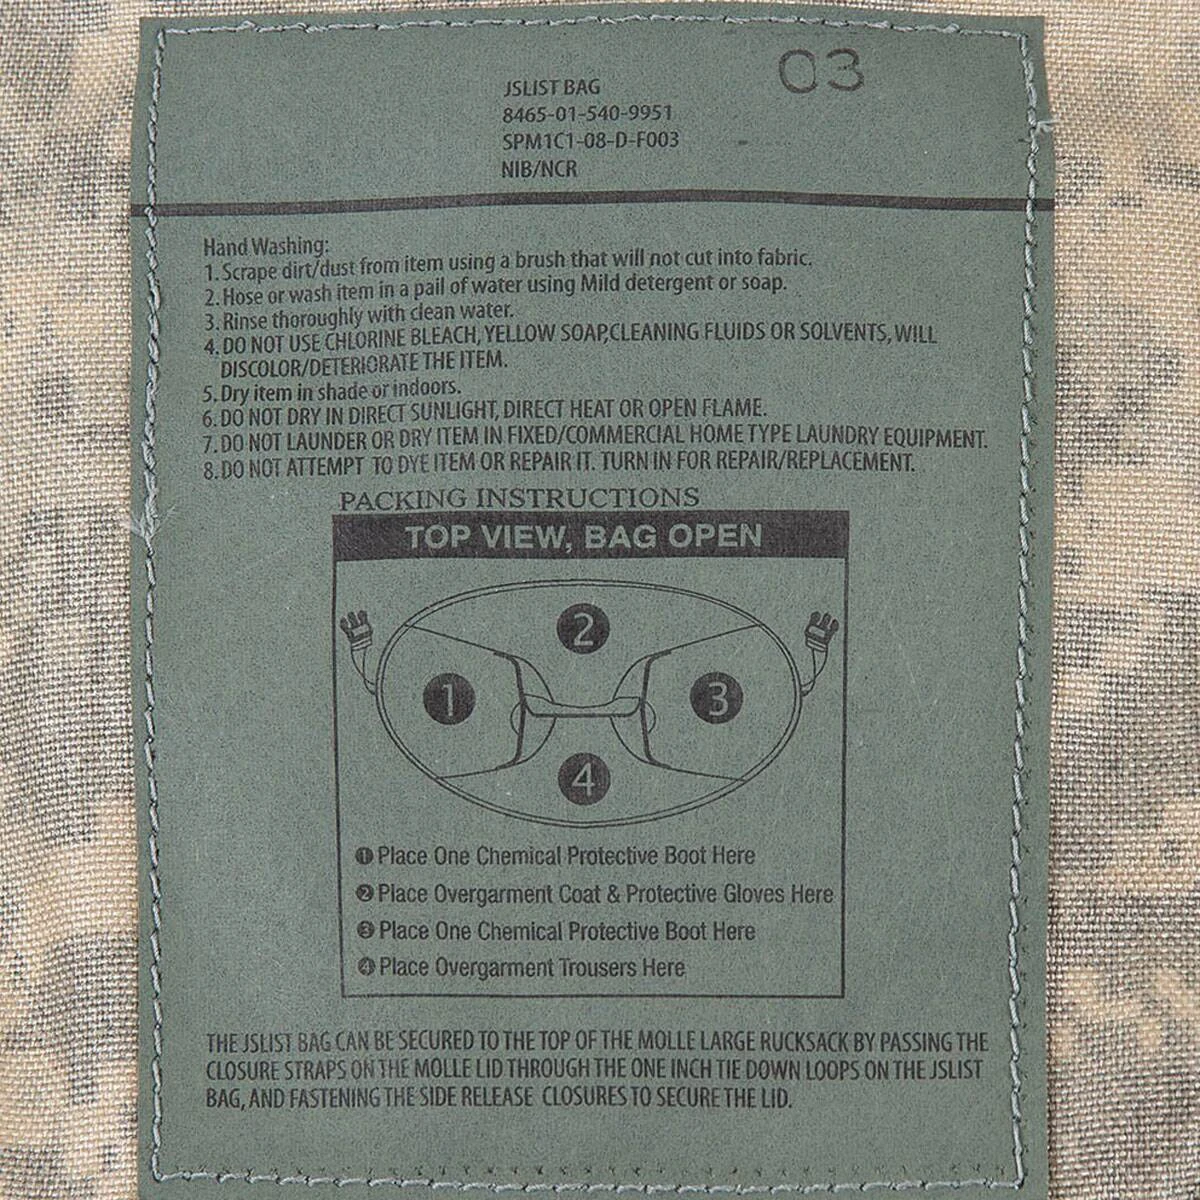 03
JSLIST BAG
8465-01-540-9951
SPM1C1-08-D-F003
NIB/NCR
Hand Washing:
1. Scrape dirt/dust from item using a brush that will not cut into fabric.
2. Hose or wash item in a pail of water using Mild detergent or soap.
3. Rinse thoroughly with clean water.
4. DO NOT USE CHLORINE BLEACH, YELLOW SOAP,CLEANING FLUIDS OR SOLVENTS, WILL
DISCOLOR/DETERIORATE THE ITEM.
5. Dry item in shade or indoors.
6. DO NOT DRY IN DIRECT SUNLIGHT, DIRECT HEAT OR OPEN FLAME.
7. DO NOT LAUNDER OR DRY ITEM IN FIXED/COMMERCIAL HOME TYPE LAUNDRY EQUIPMENT.
8. DO NOT ATTEMPT TO DYE ITEM OR REPAIR IT. TURN IN FOR REPAIR/REPLACEMENT.
PACKING INSTRUCTIONS
TOP VIEW, BAG OPEN
2
1
3
4
1 Place One Chemical Protective Boot Here
2 Place Overgarment Coat & Protective Gloves Here
3 Place One Chemical Protective Boot Here
4 Place Overgarment Trousers Here
THE JSLIST BAG CAN BE SECURED TO THE TOP OF THE MOLLE LARGE RUCKSACK BY PASSING THE
CLOSURE STRAPS ON THE MOLLE LID THROUGH THE ONE INCH TIE DOWN LOOPS ON THE JSLIST
BAG, AND FASTENING THE SIDE RELEASE CLOSURES TO SECURE THE LID.